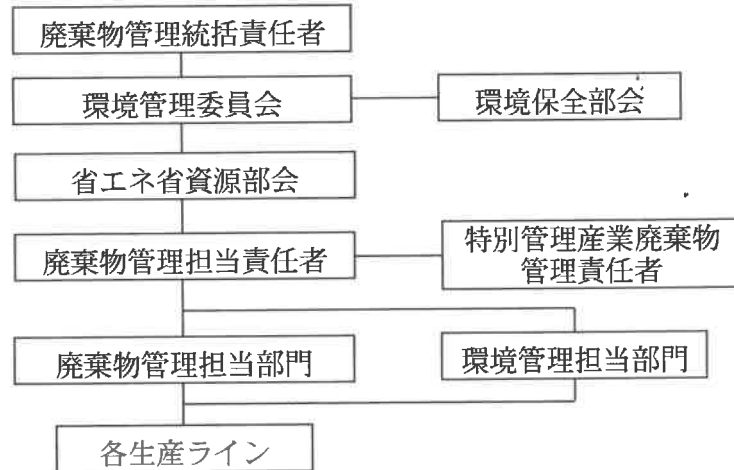 廃棄物管理統括責任者
環境管理委員会
環境保全部会
省エネ省資源部会
廃棄物管理担当責任者
特別管理産業廃棄物
管理責任者
廃棄物管理担当部門
環境管理担当部門
各生産ライン